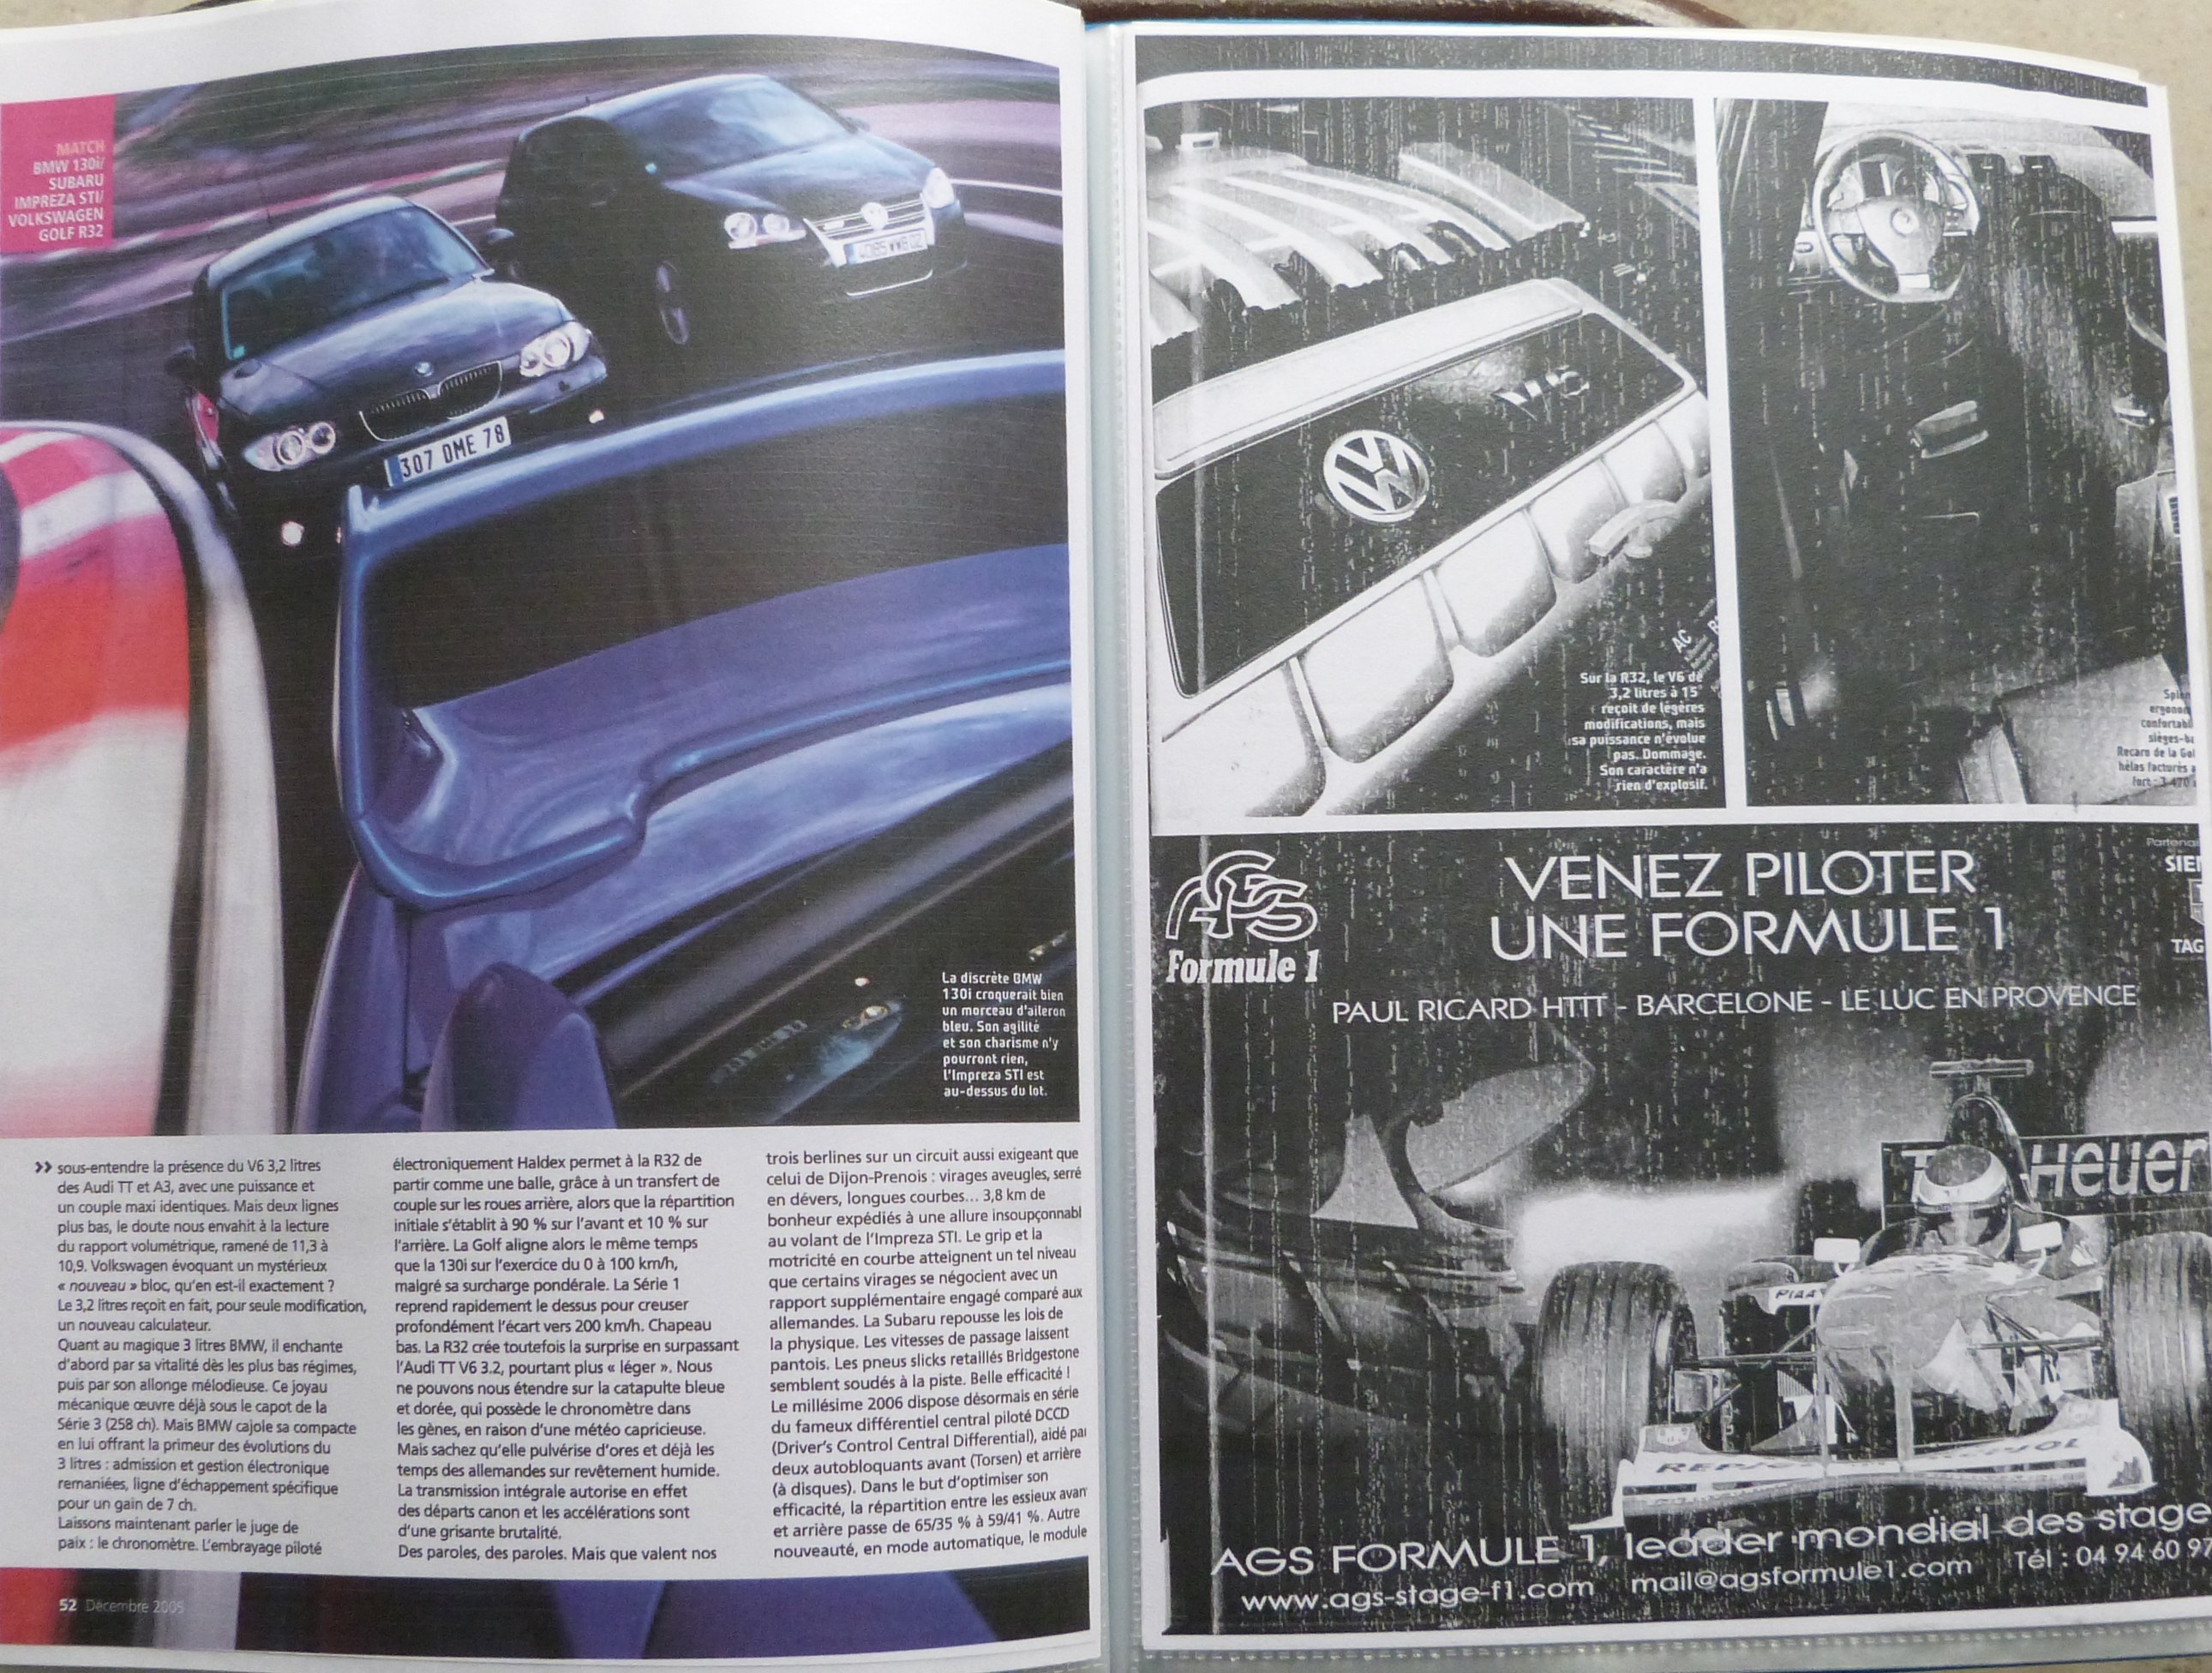 MATCH
BMW 130i/
SUBARU
IMPREZA STI/
VOLKSWAGEN
GOLF R32
307 DME 78
La discrète BMW
130i croquerait bien
un morceau d'aileron
bleu. Son agilité
et son charisme n'y
pourront rien,
l'Impreza STI est
au-dessus du lot.
>> sous-entendre la présence du V6 3,2 litres
des Audi TT et A3, avec une puissance et
un couple maxi identiques. Mais deux lignes
plus bas, le doute nous envahit à la lecture
du rapport volumétrique, ramené de 11,3 à
10,9. Volkswagen évoquant un mystérieux
« nouveau » bloc, qu'en est-il exactement ?
Le 3,2 litres reçoit en fait, pour seule modification,
un nouveau calculateur.
Quant au magique 3 litres BMW, il enchante
d'abord par sa vitalité dès les plus bas régimes,
puis par son allonge mélodieuse. Ce joyau
mécanique œuvre déjà sous le capot de la
Série 3 (258 ch). Mais BMW cajole sa compacte
en lui offrant la primeur des évolutions du
3 litres : admission et gestion électronique
remaniées, ligne d'échappement spécifique
pour un gain de 7 ch.
Laissons maintenant parler le juge de
paix : le chronomètre. L'embrayage piloté
électroniquement Haldex permet à la R32 de
partir comme une balle, grâce à un transfert de
couple sur les roues arrière, alors que la répartition
initiale s'établit à 90 % sur l'avant et 10 % sur
l'arrière. La Golf aligne alors le même temps
que la 130i sur l'exercice du 0 à 100 km/h,
malgré sa surcharge pondérale. La Série 1
reprend rapidement le dessus pour creuser
profondément l'écart vers 200 km/h. Chapeau
bas. La R32 crée toutefois la surprise en surpassant
l'Audi TT V6 3.2, pourtant plus « léger ». Nous
ne pouvons nous étendre sur la catapulte bleue
et dorée, qui possède le chronomètre dans
les gènes, en raison d'une météo capricieuse.
Mais sachez qu'elle pulvérise d'ores et déjà les
temps des allemandes sur revêtement humide.
La transmission intégrale autorise en effet
des départs canon et les accélérations sont
d'une grisante brutalité.
Des paroles, des paroles. Mais que valent nos
trois berlines sur un circuit aussi exigeant que
celui de Dijon-Prenois : virages aveugles, serré
en dévers, longues courbes... 3,8 km de
bonheur expédiés à une allure insoupçonnabl
au volant de l'Impreza STI. Le grip et la
motricité en courbe atteignent un tel niveau
que certains virages se négocient avec un
rapport supplémentaire engagé comparé aux
allemandes. La Subaru repousse les lois de
la physique. Les vitesses de passage laissent
pantois. Les pneus slicks retaillés Bridgestone
semblent soudés à la piste. Belle efficacité !
Le millésime 2006 dispose désormais en série
du fameux différentiel central piloté DCCD
(Driver's Control Central Differential), aidé par
deux autobloquants avant (Torsen) et arrière
(à disques). Dans le but d'optimiser son
efficacité, la répartition entre les essieux avan
et arrière passe de 65/35 % à 59/41 %. Autre
nouveauté, en mode automatique, le module
52 Décembre 2005
V6
AC
Sur la R32, le V6 de
3,2 litres à 15°
reçoit de légères
modifications, mais
sa puissance n'évolue
pas. Dommage.
Son caractère n'a
rien d'explosif.
Splen
ergonom
confortabl
sièges-ba
Recaro de la Gol
hélas facturés a
fort : 3 470
AGS
Formule 1
VENEZ PILOTER
UNE FORMULE 1
Partenai
SIE
TAG
PAUL RICARD HTTT - BARCELONE - LE LUC EN PROVENCE
Heuer
PIAA
REPSOL
AGS FORMULE 1, leader mondial des stage
www.ags-stage-f1.com mail@agsformule1.com Tél : 04 94 60 97